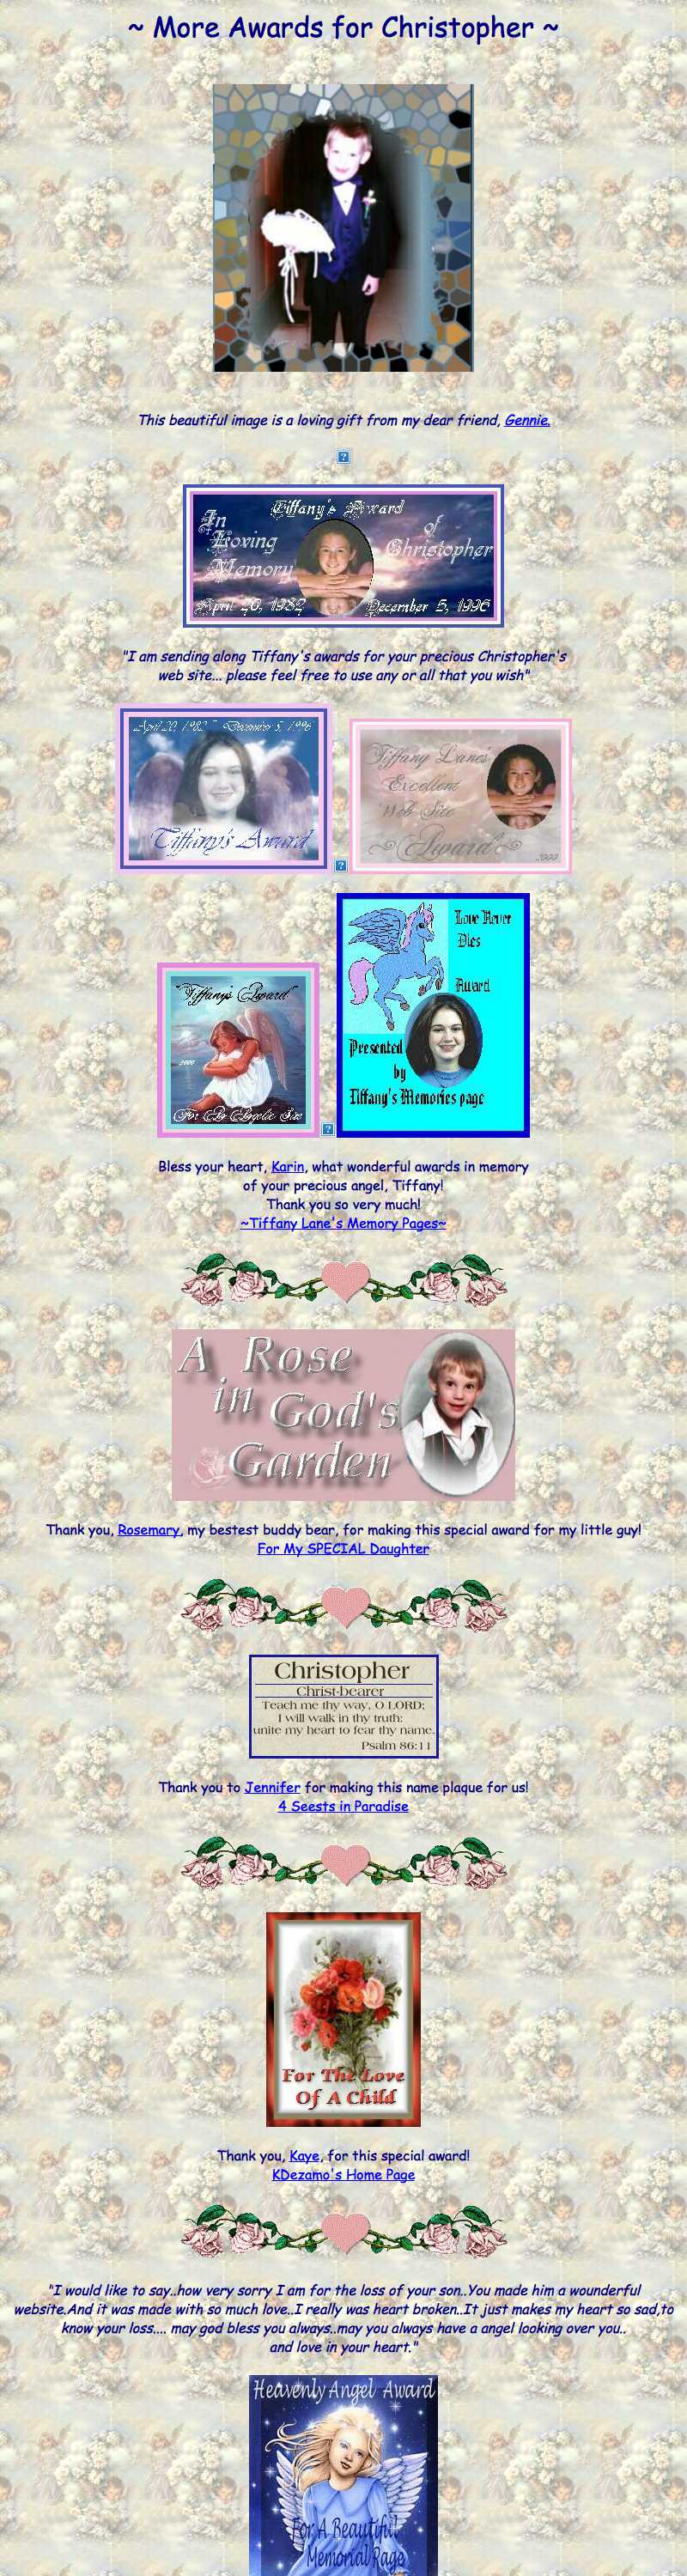 ~ More Awards for Christopher ~
This beautiful image is a loving gift from my dear friend, Gennie.
Tiffany's Award
In Loving Memory
of Christopher
April 20, 1982
December 5, 1996
"I am sending along Tiffany's awards for your precious Christopher's
web site... please feel free to use any or all that you wish"
April 20, 1982 ~ December 5, 1996
Tiffany's Award
Tiffany Lane's
Excellent
Web Site
Award
2000
Love Never
Dies
Award
Presented
by
Tiffany's Memories page
"Tiffany's Award"
2000
For An Angelic Site
Bless your heart, Karin, what wonderful awards in memory
of your precious angel, Tiffany!
Thank you so very much!
~Tiffany Lane's Memory Pages~
A Rose
in God's
Garden
Thank you, Rosemary, my bestest buddy bear, for making this special award for my little guy!
For My SPECIAL Daughter
Christopher
Christ-bearer
Teach me thy way, O LORD;
I will walk in thy truth:
unite my heart to fear thy name.
Psalm 86:11
Thank you to Jennifer for making this name plaque for us!
4 Seests in Paradise
For The Love
Of A Child
Thank you, Kaye, for this special award!
KDezamo's Home Page
"I would like to say..how very sorry I am for the loss of your son..You made him a wounderful
website.And it was made with so much love..I really was heart broken..It just makes my heart so sad,to
know your loss.... may god bless you always..may you always have a angel looking over you..
and love in your heart."
Heavenly Angel Award
For A Beautiful
Memorial Page